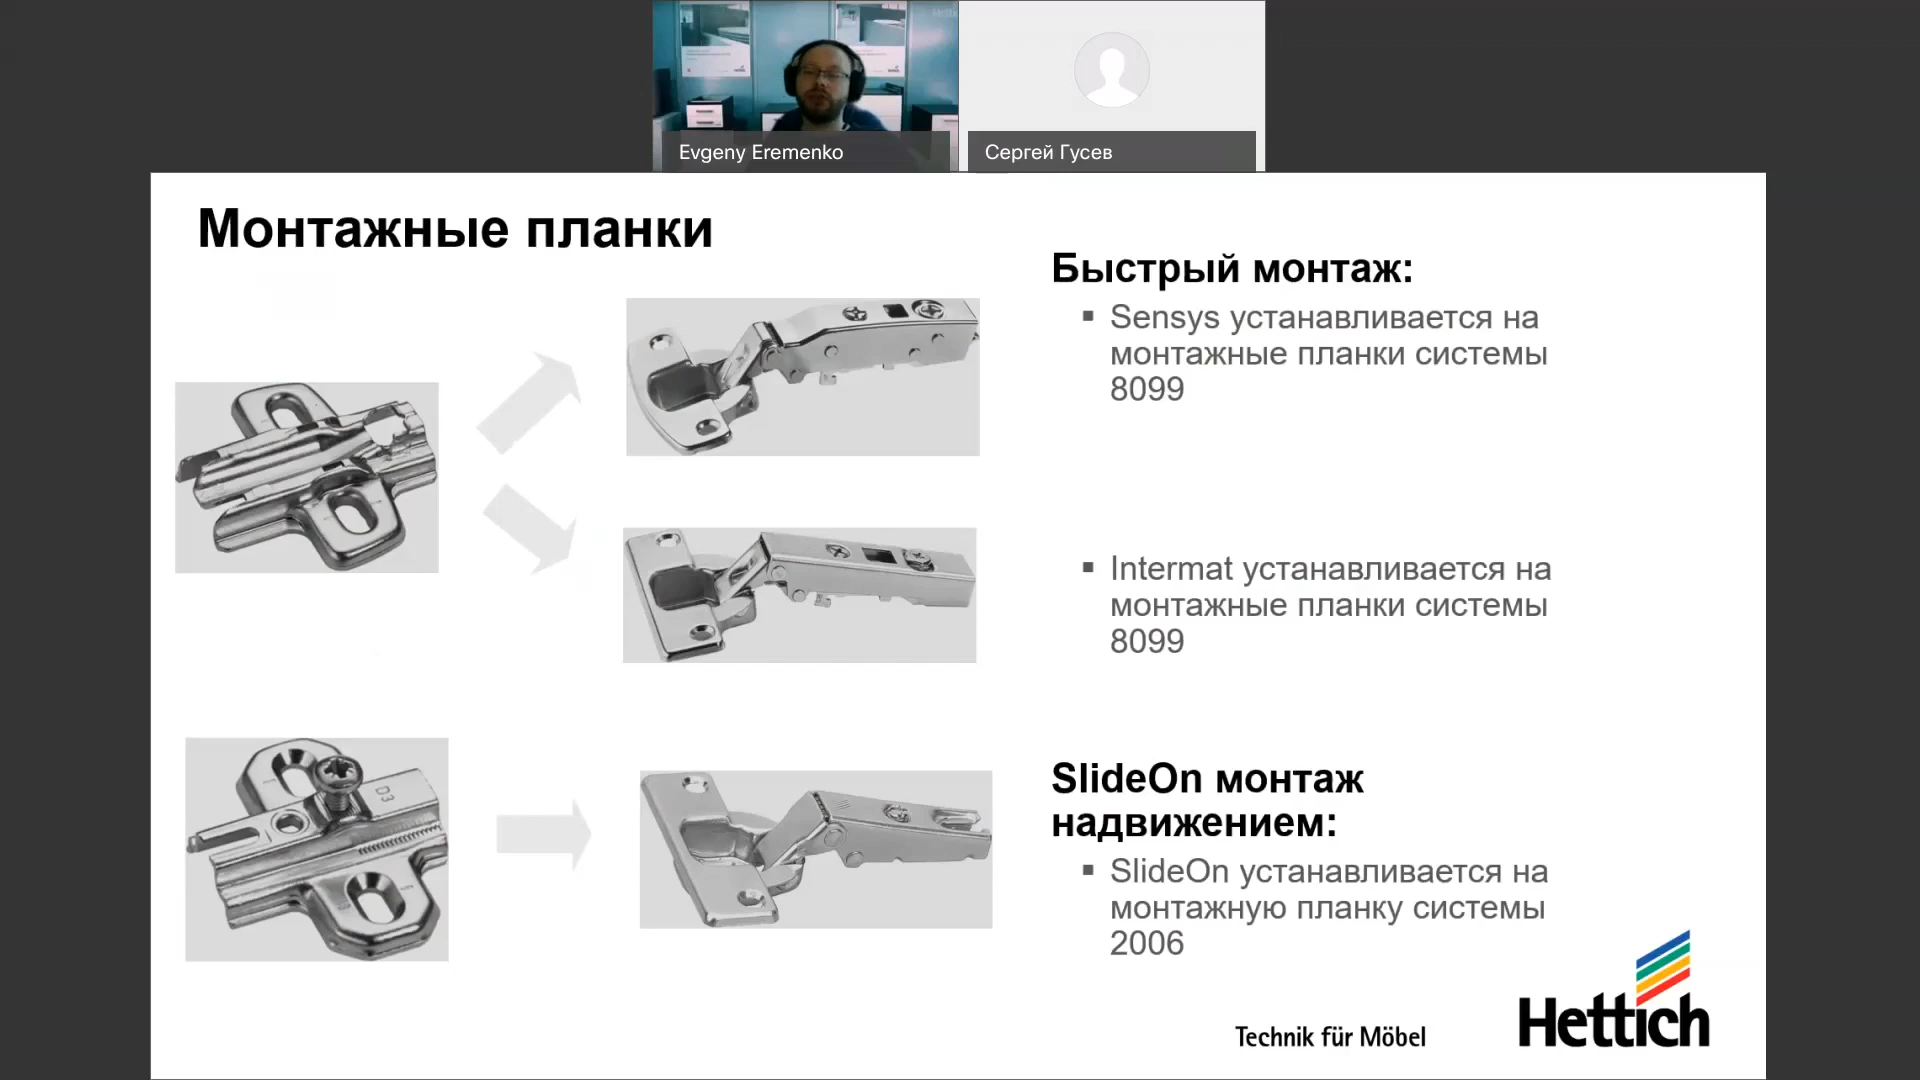 Evgeny Eremenko
Сергей Гусев
Монтажные планки
Быстрый монтаж:
▪ Sensys устанавливается на
монтажные планки системы
8099
▪ Intermat устанавливается на
монтажные планки системы
8099
D3
SlideOn монтаж
надвижением:
▪ SlideOn устанавливается на
монтажную планку системы
2006
Technik für Möbel
Hettich